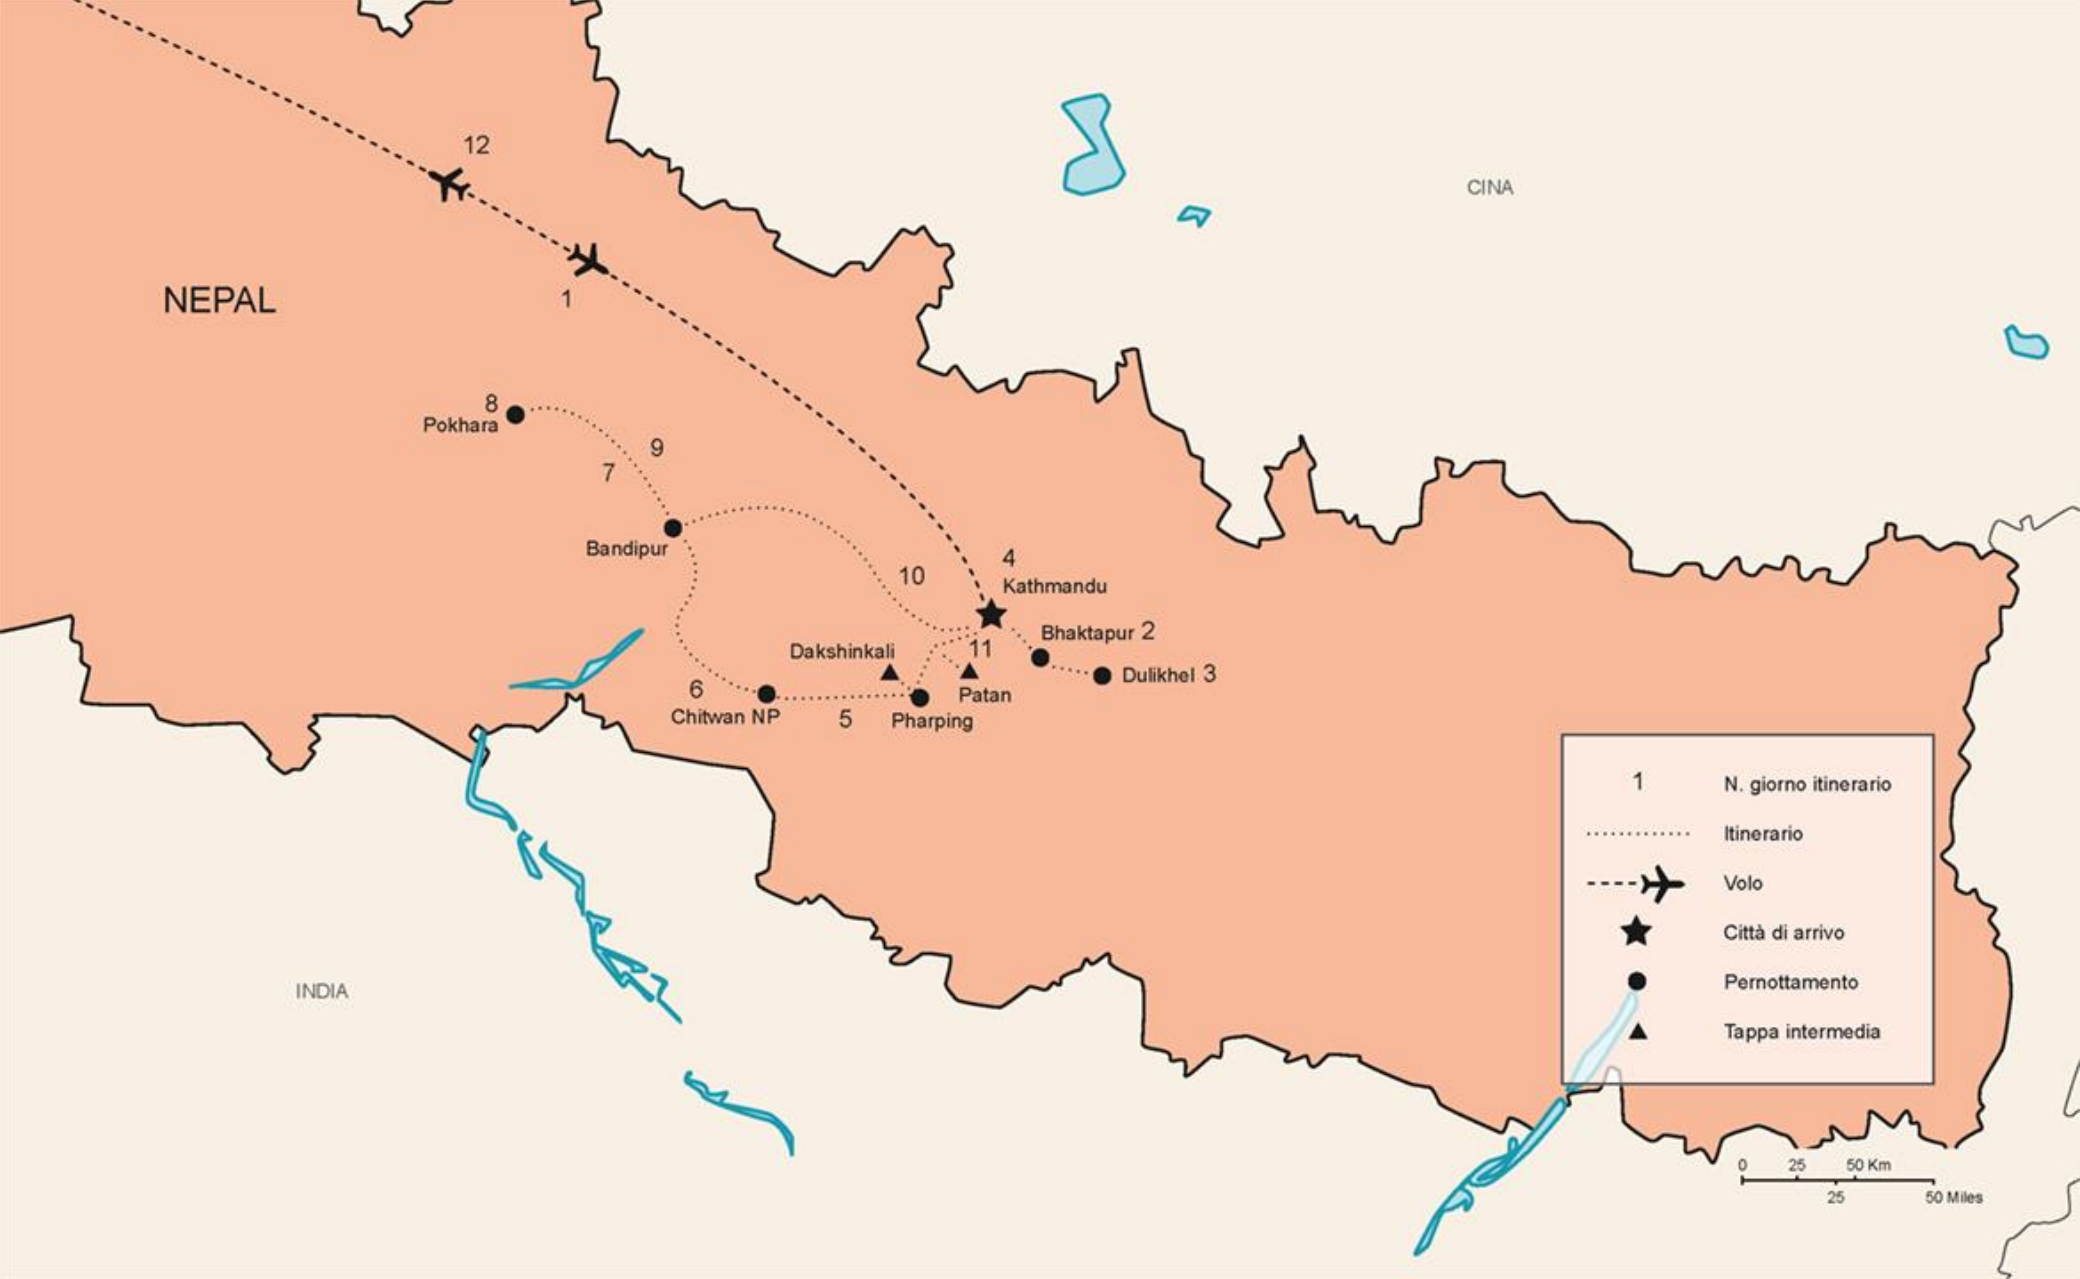 12
CINA
1
NEPAL
8
Pokhara
9
7
Bandipur
10
4
Kathmandu
Bhaktapur 2
11
Dakshinkali
Dulikhel 3
6
Patan
Chitwan NP
5
Pharping
1 N. giorno itinerario
Itinerario
Volo
Città di arrivo
Pernottamento
Tappa intermedia
INDIA
0 25 50 Km
25 50 Miles